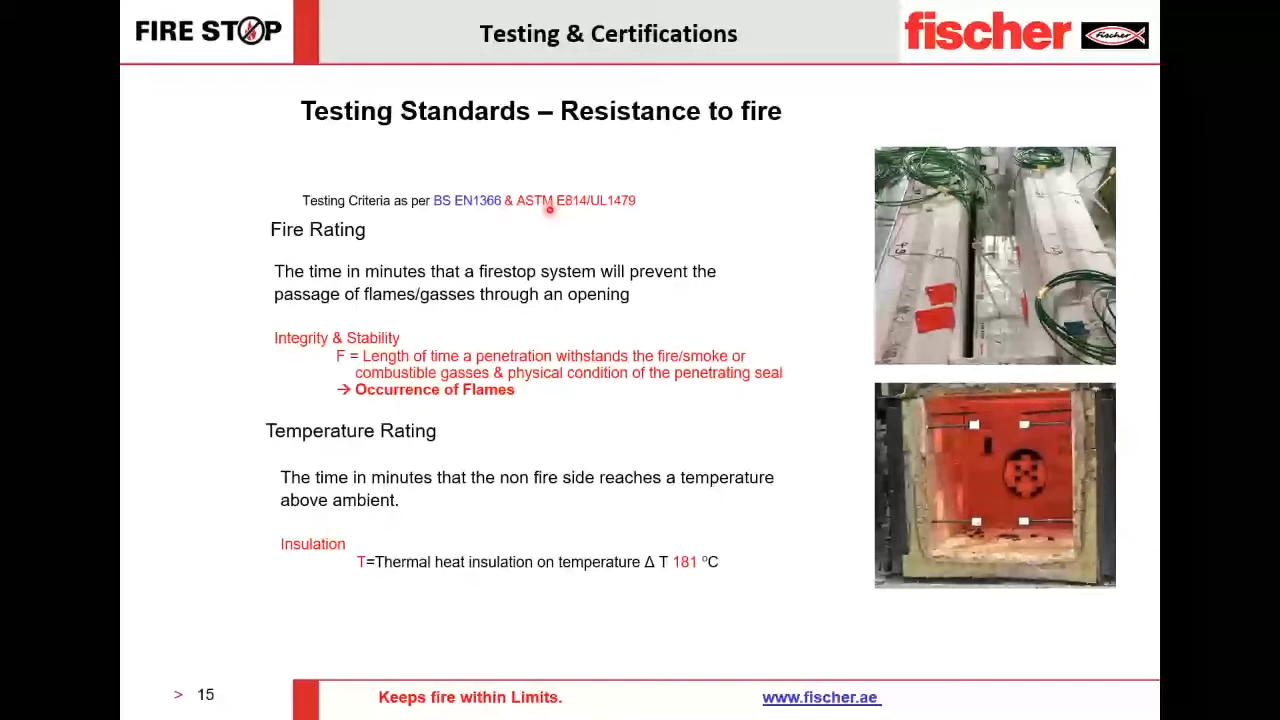 FIRE STOP
Testing & Certifications
fischer
fischer
Testing Standards – Resistance to fire
Testing Criteria as per BS EN1366 & ASTM E814/UL1479
Fire Rating
The time in minutes that a firestop system will prevent the
passage of flames/gasses through an opening
Integrity & Stability
F = Length of time a penetration withstands the fire/smoke or
combustible gasses & physical condition of the penetrating seal
→ Occurrence of Flames
Temperature Rating
The time in minutes that the non fire side reaches a temperature
above ambient.
Insulation
T=Thermal heat insulation on temperature Δ T 181 °C
> 15
Keeps fire within Limits.
www.fischer.ae